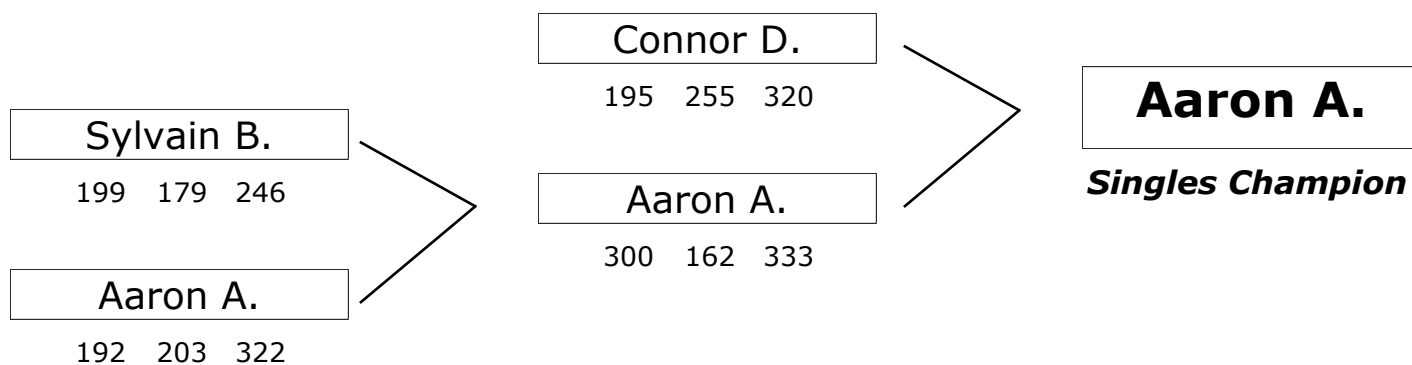 Connor D.
195 255 320
Aaron A.
Singles Champion
Sylvain B.
199 179 246
Aaron A.
300 162 333
Aaron A.
192 203 322